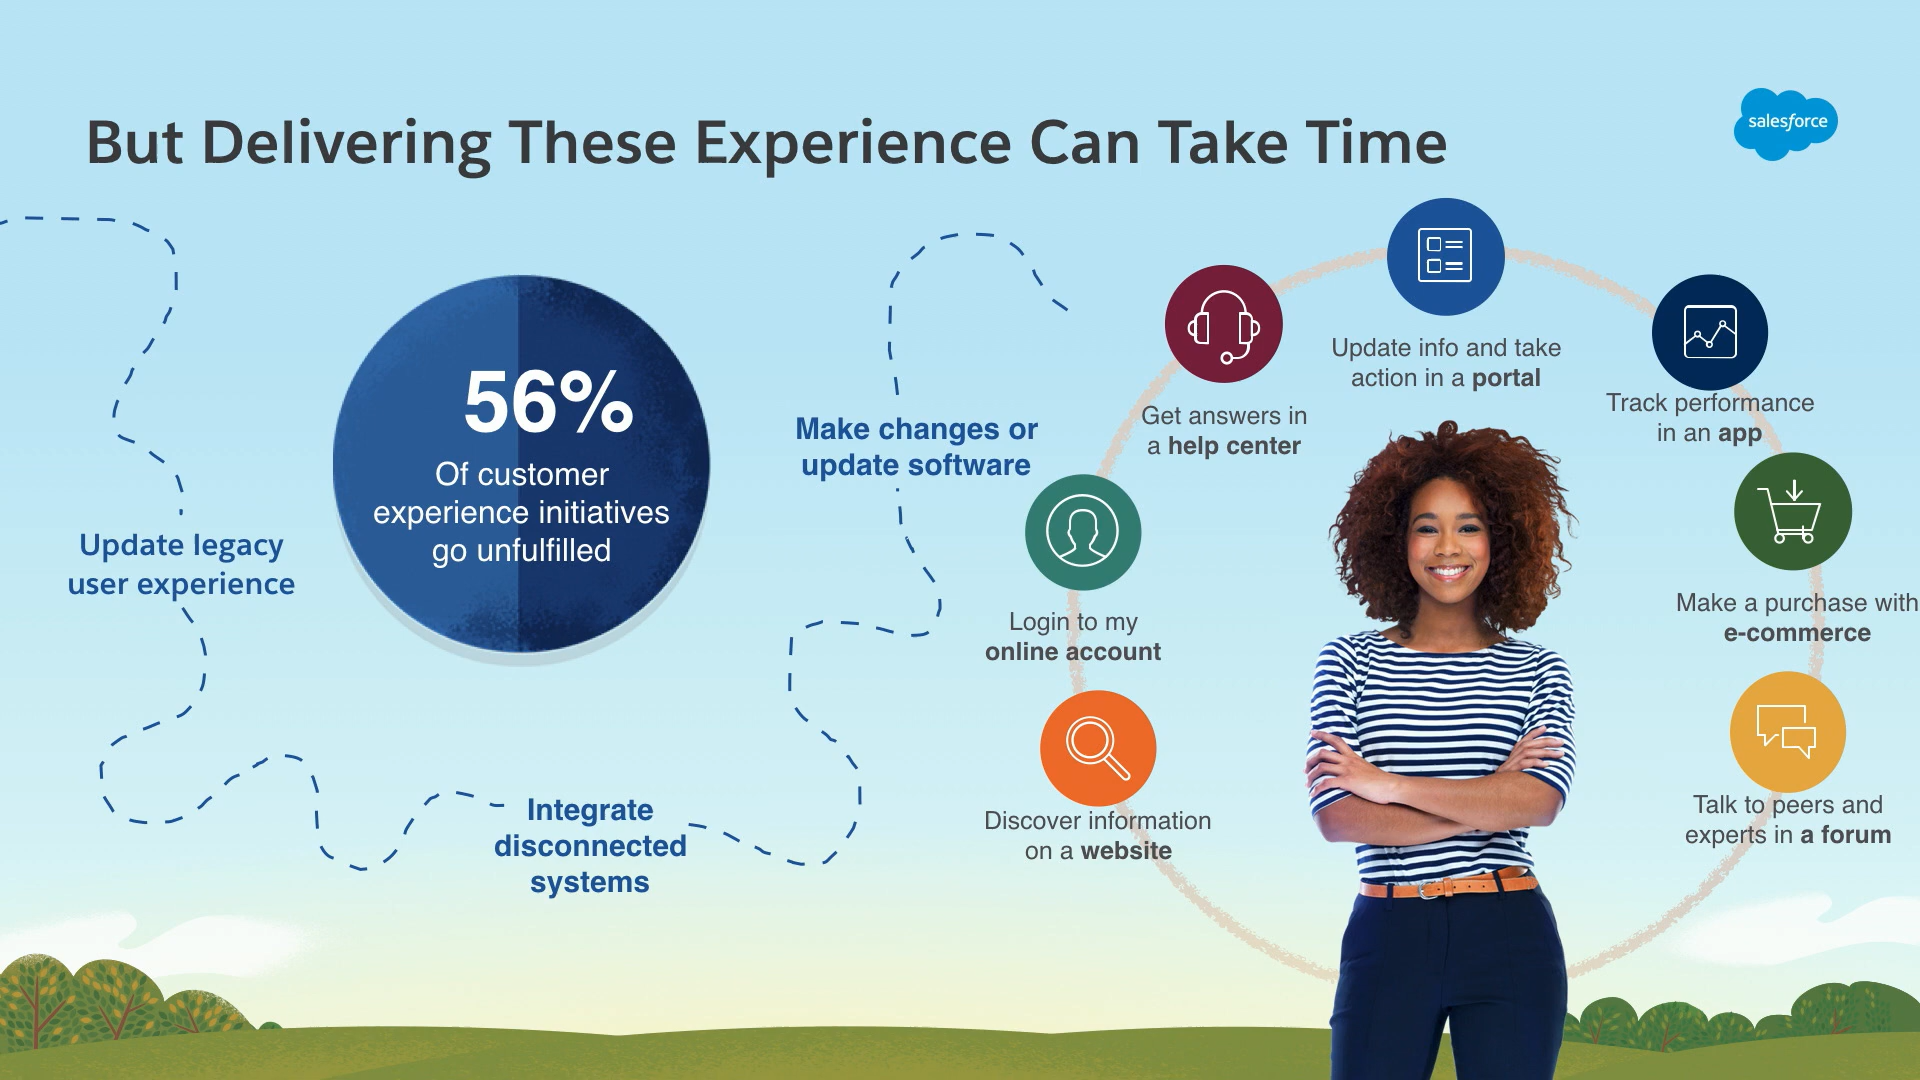 But Delivering These Experience Can Take Time
salesforce
56%
Of customer
experience initiatives
go unfulfilled
Update legacy
user experience
Integrate
disconnected
systems
Make changes or
update software
Discover information
on a website
Login to my
online account
Get answers in
a help center
Update info and take
action in a portal
Track performance
in an app
Make a purchase with
e-commerce
Talk to peers and
experts in a forum